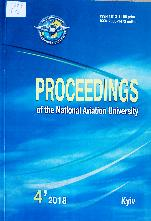 PROCEEDINGS
of the National Aviation University
4' 2018
Kyiv